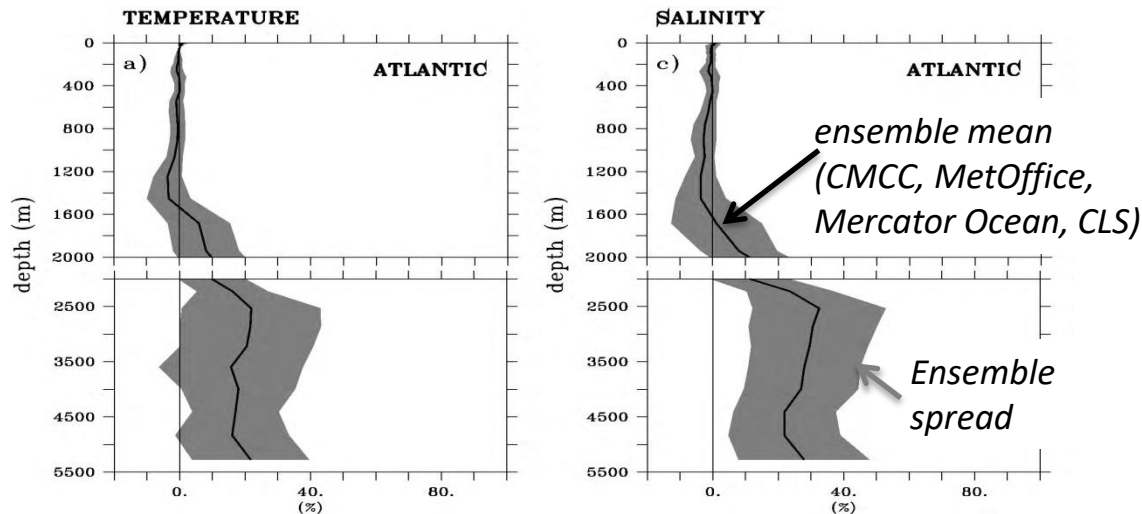 TEMPERATURE
a)
ATLANTIC
0
400
800
1200
1600
2000
depth (m)
2500
3500
4500
5500
0. 40. 80.
(%)
SALINITY
c)
ATLANTIC
0
400
800
1200
1600
2000
depth (m)
2500
3500
4500
5500
0. 40. 80.
(%)
ensemble mean
(CMCC, MetOffice,
Mercator Ocean, CLS)
Ensemble
spread